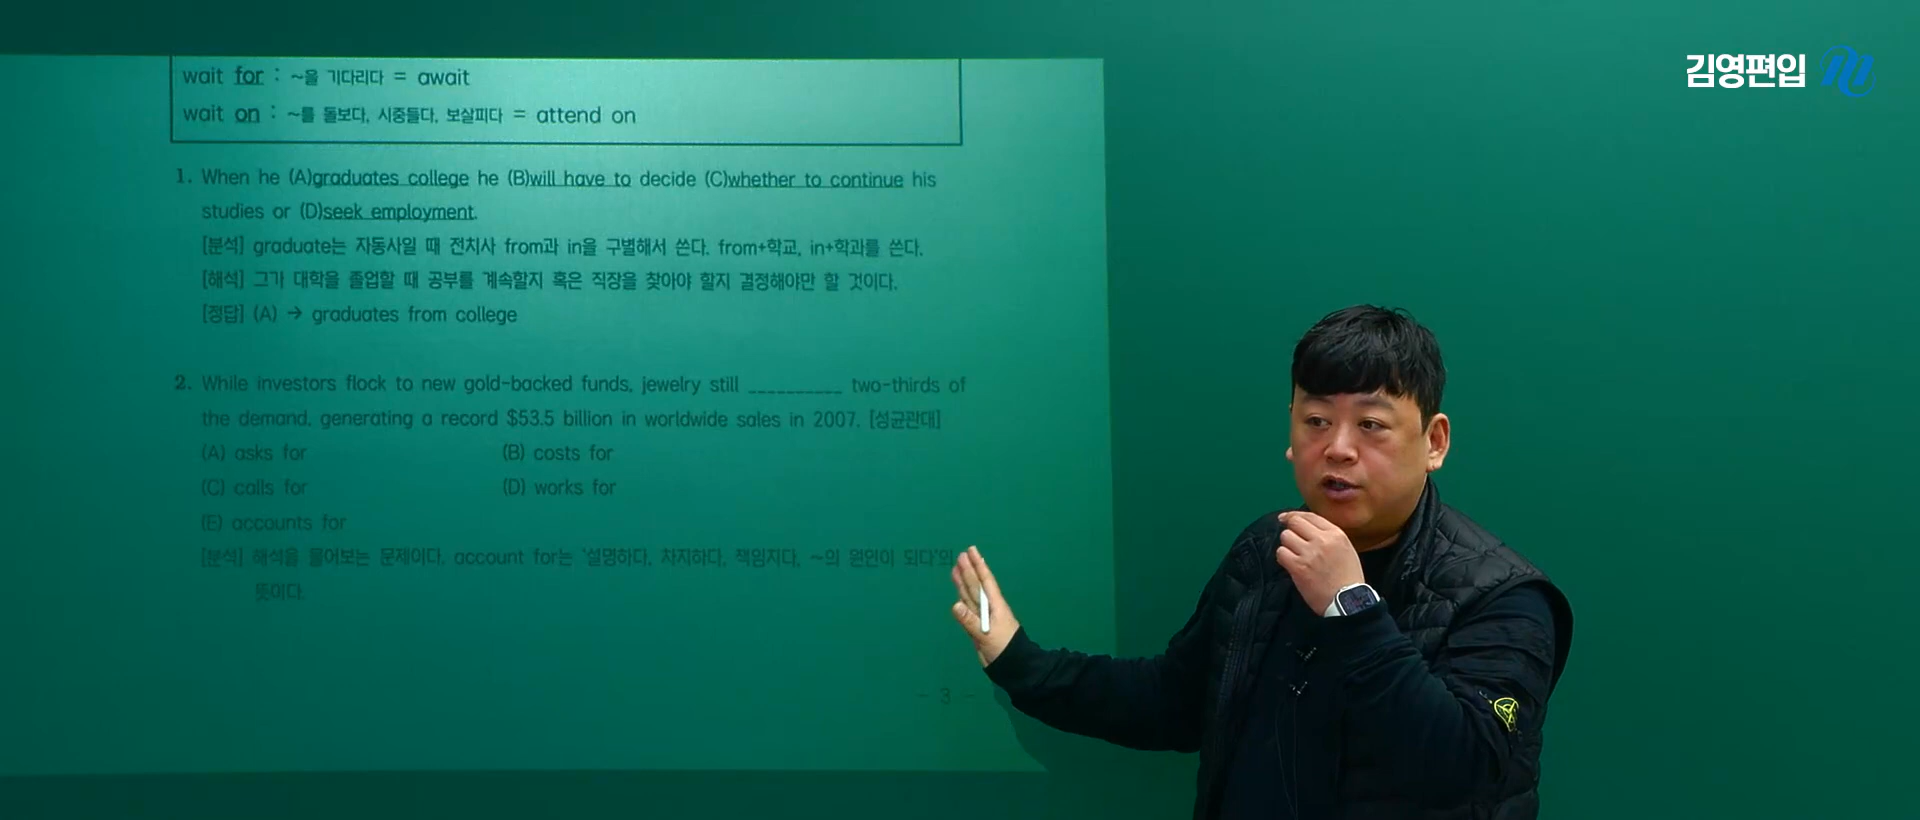 김영편입
wait for : ~을 기다리다 = await
wait on : ~를 돌보다, 시중들다, 보살피다 = attend on
1. When he (A)graduates college he (B)will have to decide (C)whether to continue his
studies or (D)seek employment.
[분석] graduate는 자동사일 때 전치사 from과 in을 구별해서 쓴다. from+학교, in+학과를 쓴다.
[해석] 그가 대학을 졸업할 때 공부를 계속할지 혹은 직장을 찾아야 할지 결정해야만 할 것이다.
[정답] (A) → graduates from college
2. While investors flock to new gold-backed funds, jewelry still __________ two-thirds of
the demand, generating a record $53.5 billion in worldwide sales in 2007. [성균관대]
(A) asks for (B) costs for
(C) calls for (D) works for
(E) accounts for
[분석] 해석을 물어보는 문제이다. account for는 '설명하다, 차지하다, 책임지다, ~의 원인이 되다'의
뜻이다.
- 3 -